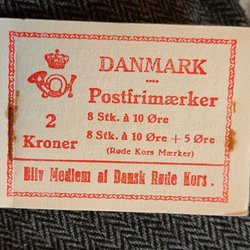 DANMARK
Postfrimærker
2
Kroner
8 Stk. à 10 Øre
8 Stk. à 10 Øre + 5 Øre
(Røde Kors Mærker)
Bliv Medlem af Dansk Røde Kors.